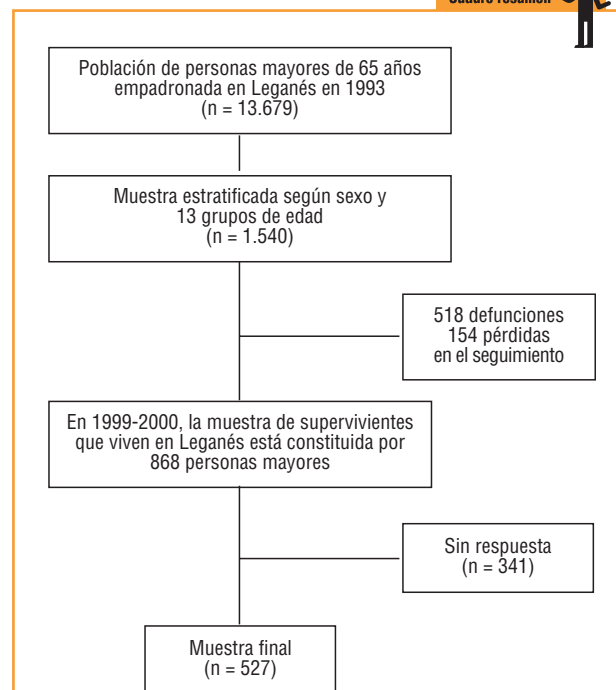 Población de personas mayores de 65 años
empadronada en Leganés en 1993
(n = 13.679)
Muestra estratificada según sexo y
13 grupos de edad
(n = 1.540)
518 defunciones
154 pérdidas
en el seguimiento
En 1999-2000, la muestra de supervivientes
que viven en Leganés está constituida por
868 personas mayores
Sin respuesta
(n = 341)
Muestra final
(n = 527)